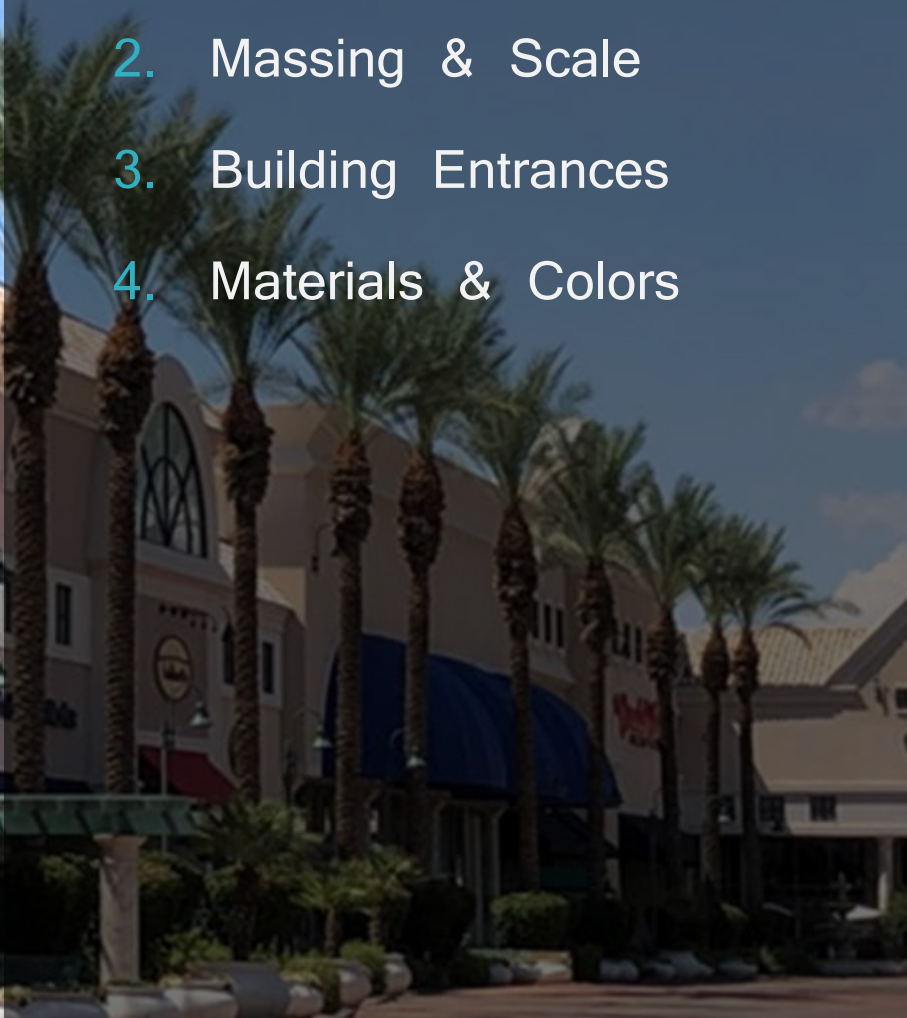 2. Massing & Scale
3. Building Entrances
4. Materials & Colors